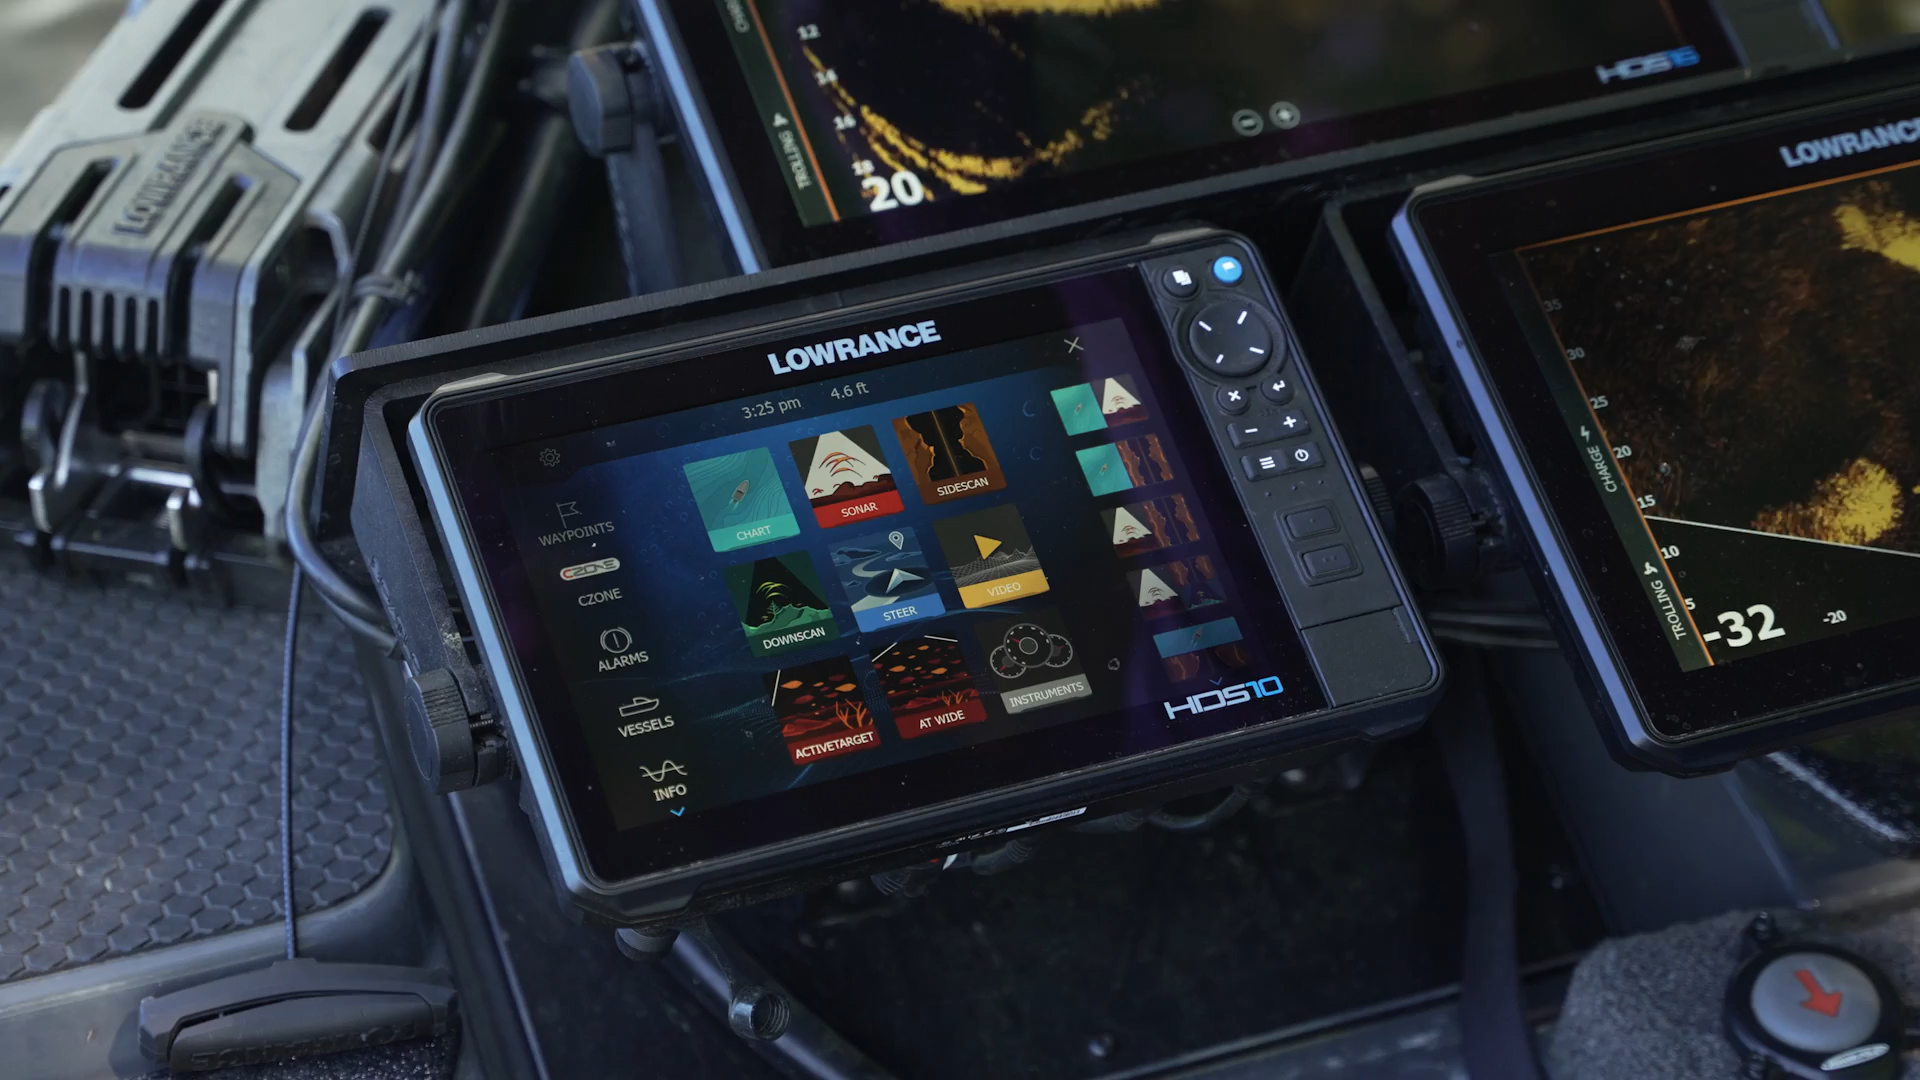 12
14
16
18
20
TROLLING
HDS16
LOWRANCE
LOWRANCE
LOWRANCE
3:25 pm 4.6 ft
WAYPOINTS
CZONE
CZONE
ALARMS
VESSELS
INFO
CHART
SONAR
SIDESCAN
DOWNSCAN
STEER
VIDEO
ACTIVETARGET
AT WIDE
INSTRUMENTS
HDS10
35
30
25
20
15
10
5
CHARGE
TROLLING
-32
-20